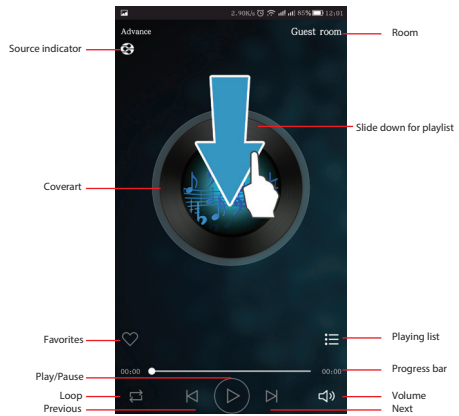 2.90K/s 85% 12:01
Advance Guest room Room
Source indicator
Slide down for playlist
Coverart
Favorites Playing list
00:00 00:00 Progress bar
Play/Pause
Loop Volume
Previous Next